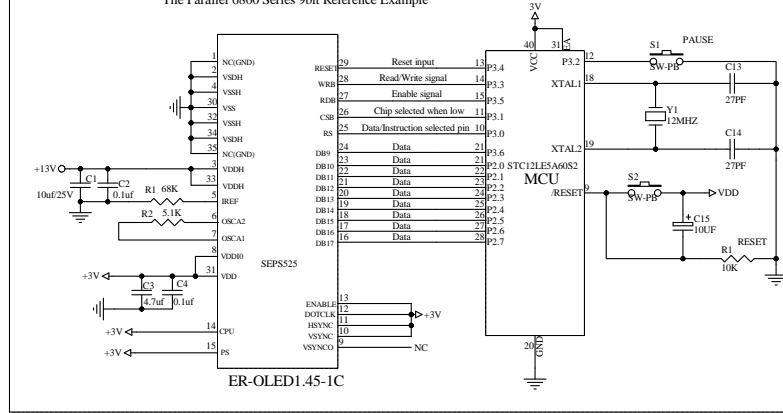 The Parallel 6800 Series 9bit Reference Example
1 NC(GND)
2 VSDH
4 VSSH
30 VSS
32 VSSH
34 VSDH
35 NC(GND)
+13V
3 VDDH
33 VDDH
C1
10uf/25V
C2
0.1uf
R1 68K
5 IREF
R2 5.1K
6 OSCA2
7 OSCA1
8 VDDI0
SEPS525
+3V
31 VDD
C3
4.7uf
C4
0.1uf
+3V
14 CPU
+3V
15 PS
RESET 29
WRB 28
RDB 27
CSB 26
RS 25
DB9 24
DB10 23
DB11 22
DB12 21
DB13 20
DB14 19
DB15 18
DB16 17
DB17 16
ENABLE 13
DOTCLK 12
HSYNC 11
VSYNC 10
VSYNCO 9
+3V
NC
ER-OLED1.45-1C
Reset input
Read/Write signal
Enable signal
Chip selected when low
Data/Instruction selected pin
Data
Data
Data
Data
Data
Data
Data
Data
Data
3V
40 VCC
31 EA
13 P3.4
14 P3.3
15 P3.5
11 P3.1
10 P3.0
21 P3.6
21 P2.0
22 P2.1
23 P2.2
24 P2.3
25 P2.4
26 P2.5
27 P2.6
28 P2.7
STC12LE5A60S2
MCU
20 GND
P3.2 12
XTAL1 18
XTAL2 19
/RESET 9
S1
SW-PB
PAUSE
C13
27PF
Y1
12MHZ
C14
27PF
S2
SW-PB
VDD
+
C15
10UF
RESET
R1
10K